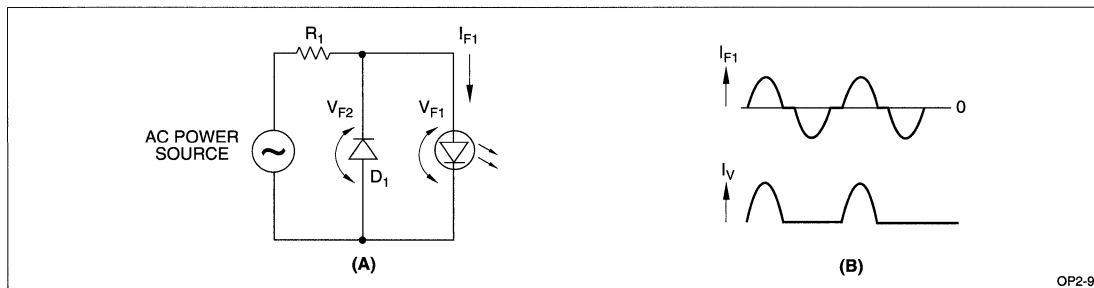 R1
IF1
VF2
VF1
AC POWER
SOURCE
~
D1
(A)
IF1
0
IV
(B)
OP2-9